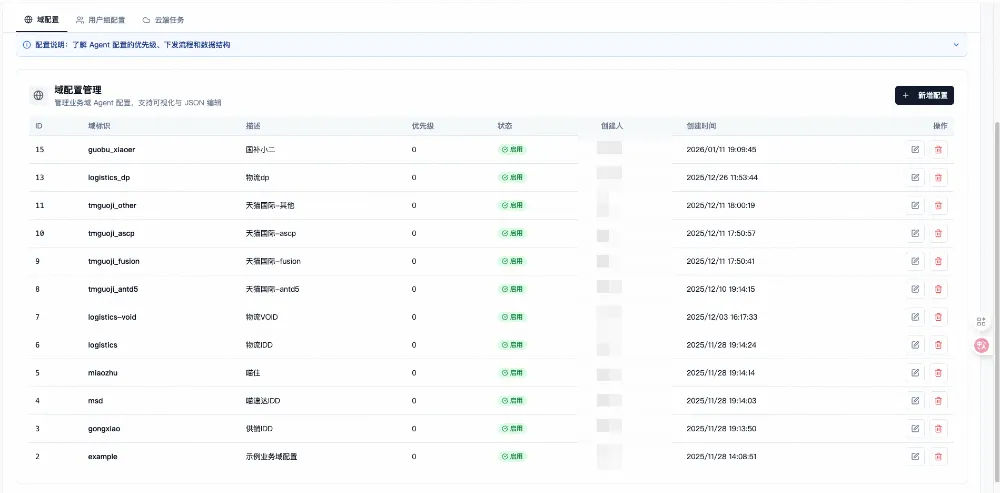 域配置 用户组配置 云端任务
配置说明：了解 Agent 配置的优先级、下发流程和数据结构
域配置管理
管理业务域 Agent 配置，支持可视化与 JSON 编辑
+ 新增配置
ID 域标识 描述 优先级 状态 创建人 创建时间 操作
15 guobu_xiaoer 国补小二 0 启用 2026/01/11 19:09:45
13 logistics_dp 物流dp 0 启用 2025/12/26 11:53:44
11 tmguoji_other 天猫国际-其他 0 启用 2025/12/11 18:00:19
10 tmguoji_ascp 天猫国际-ascp 0 启用 2025/12/11 17:50:57
9 tmguoji_fusion 天猫国际-fusion 0 启用 2025/12/11 17:50:41
8 tmguoji_antd5 天猫国际-antd5 0 启用 2025/12/10 19:14:15
7 logistics-void 物流VOID 0 启用 2025/12/03 16:17:33
6 logistics 物流IDD 0 启用 2025/11/28 19:14:24
5 miaozhu 喵住 0 启用 2025/11/28 19:14:14
4 msd 喵速达IDD 0 启用 2025/11/28 19:14:03
3 gongxiao 供销IDD 0 启用 2025/11/28 19:13:50
2 example 示例业务域配置 0 启用 2025/11/28 14:08:51